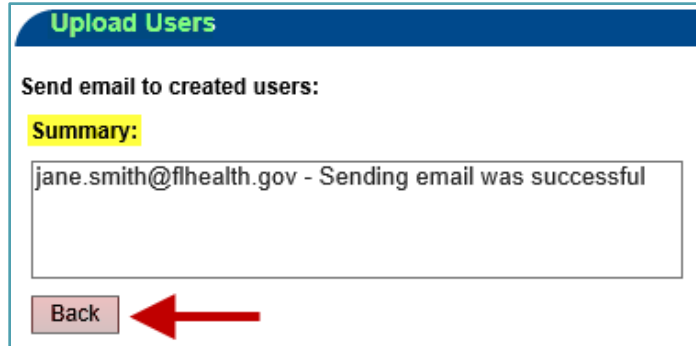 Upload Users
Send email to created users:
Summary:
jane.smith@flhealth.gov - Sending email was successful
Back